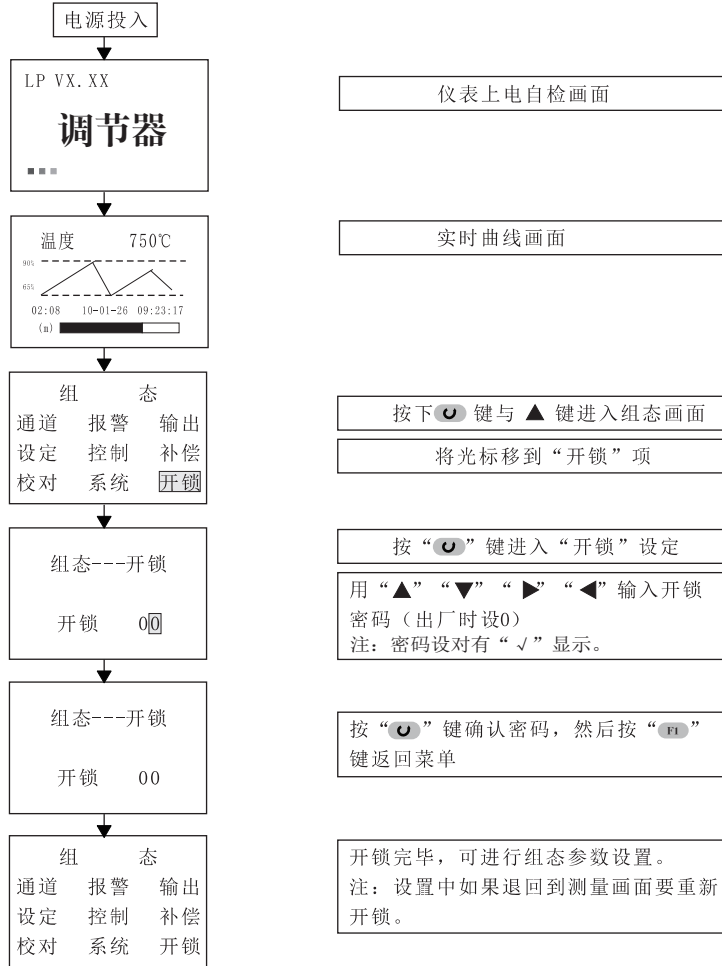 电源投入
LP VX.XX
调节器
仪表上电自检画面
温度 750℃
90%
65%
02:08 10-01-26 09:23:17
(m)
实时曲线画面
组 态
通道 报警 输出
设定 控制 补偿
校对 系统 开锁
按下 键与 ▲ 键进入组态画面
将光标移到“开锁”项
组态---开锁
开锁 00
按“ ”键进入“开锁”设定
用“▲”“▼”“▶”“◀”输入开锁
密码（出厂时设0）
注：密码设对有“√”显示。
组态---开锁
开锁 00
按“ ”键确认密码，然后按“F1”
键返回菜单
组 态
通道 报警 输出
设定 控制 补偿
校对 系统 开锁
开锁完毕，可进行组态参数设置。
注：设置中如果退回到测量画面要重新
开锁。